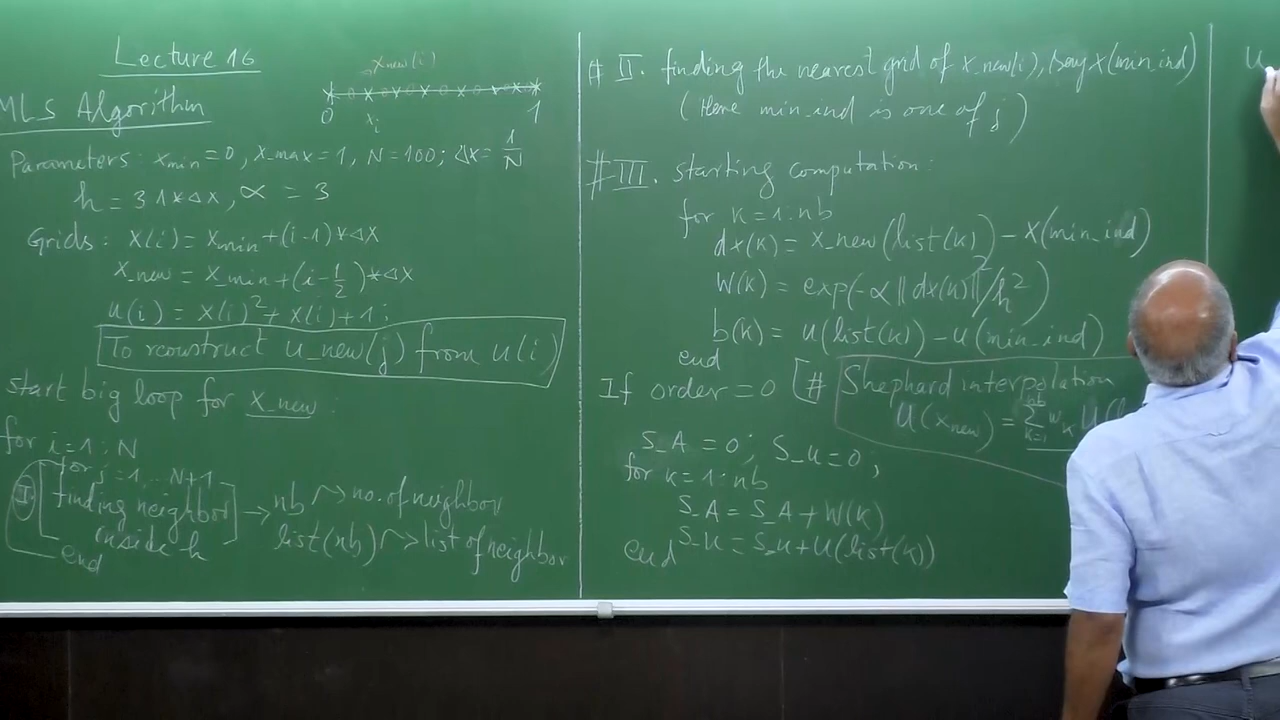 Lecture 16
MLS Algorithm
x_new(i)
0 x_i 1
Parameters: x_min = 0, x_max = 1, N = 100; Δx = 1/N
h = 3.1*Δx, α = 3
Grids: x(i) = x_min + (i-1)*Δx
x_new = x_min + (i-1/2)*Δx
u(i) = x(i)^2 + x(i) + 1;
To reconstruct u_new(j) from u(i)
start big loop for x_new:
for i=1:N
for j=1,...N+1
I. [finding neighbor inside h] → nb ⤳ no. of neighbor
list(nb) ⤳ list of neighbor
end
# II. finding the nearest grid of x_new(i), say x(min_ind)
(Here min_ind is one of j)
# III. starting computation:
for k=1:nb
dx(k) = x_new(list(k)) - x(min_ind)
W(k) = exp(-α||dx(k)||^2/h^2)
b(k) = u(list(k)) - u(min_ind)
end
If order=0 [# Shephard interpolation
U(x_new) = Σ_{k=1}^{nb} w_k U(
S_A = 0; S_u = 0;
for k=1:nb
S_A = S_A + W(k)
S_u = S_u + U(list(k))
end
u